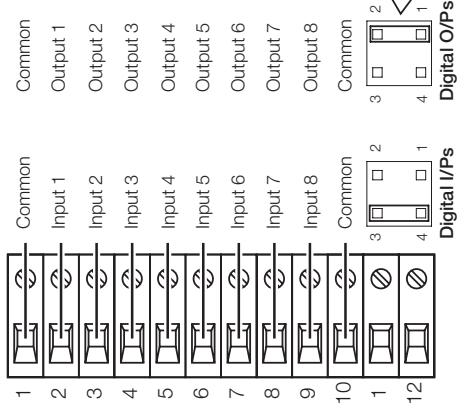 1 Common Common
2 Input 1 Output 1
3 Input 2 Output 2
4 Input 3 Output 3
5 Input 4 Output 4
6 Input 5 Output 5
7 Input 6 Output 6
8 Input 7 Output 7
9 Input 8 Output 8
10 Common Common
1
12
3 2
4 1
Digital I/Ps
3 2
4 1
Digital O/Ps